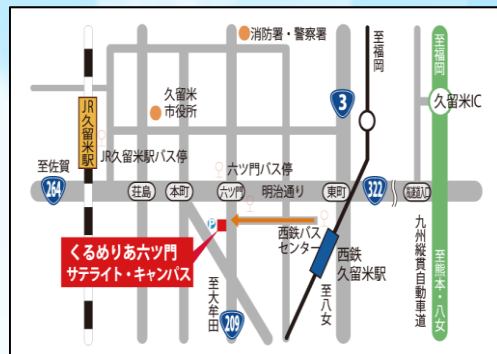 消防署・警察署
至福岡
至福岡
3
久留米IC
久留米
市役所
JR久留米駅
JR久留米駅バス停
六ツ門バス停
至佐賀
264
荘島
本町
六ツ門
明治通り
東町
322
P
西鉄バス
センター
くるめりあ六ツ門
サテライト・キャンパス
西鉄
久留米駅
至八女
至大牟田
209
九州縦貫自動車道
至熊本・八女